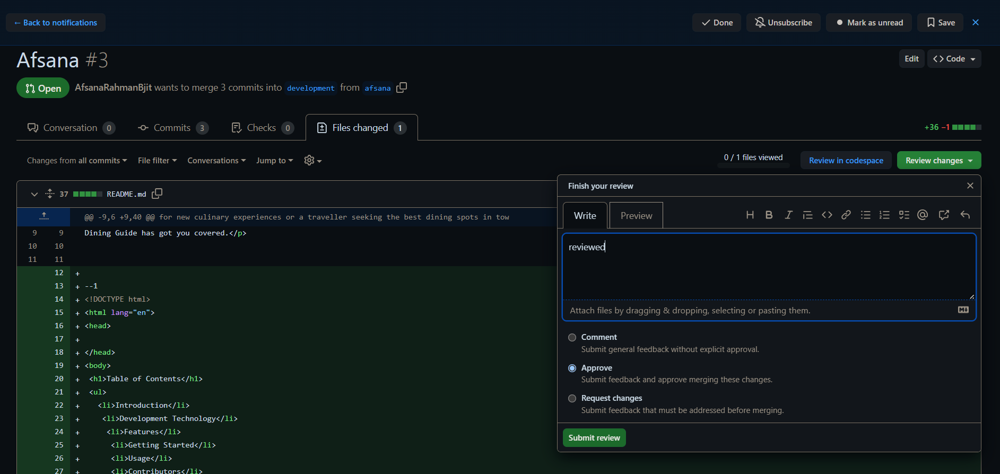 ← Back to notifications
Done
Unsubscribe
Mark as unread
Save
Afsana #3
Edit
<> Code
Open
AfsanaRahmanBjit wants to merge 3 commits into development from afsana
Conversation 0
Commits 3
Checks 0
Files changed 1
+36 −1
Changes from all commits
File filter
Conversations
Jump to
0 / 1 files viewed
Review in codespace
Review changes
37 README.md
@@ -9,6 +9,40 @@ for new culinary experiences or a traveller seeking the best dining spots in tow
9 9 Dining Guide has got you covered.</p>
10 10
11 11
12 +
13 + --1
14 + <!DOCTYPE html>
15 + <html lang="en">
16 + <head>
17 +
18 + </head>
19 + <body>
20 + <h1>Table of Contents</h1>
21 + <ul>
22 + <li>Introduction</li>
23 + <li>Development Technology</li>
24 + <li>Features</li>
25 + <li>Getting Started</li>
26 + <li>Usage</li>
27 + <li>Contributors</li>
Finish your review
Write
Preview
reviewed
Attach files by dragging & dropping, selecting or pasting them.
Comment
Submit general feedback without explicit approval.
Approve
Submit feedback and approve merging these changes.
Request changes
Submit feedback that must be addressed before merging.
Submit review